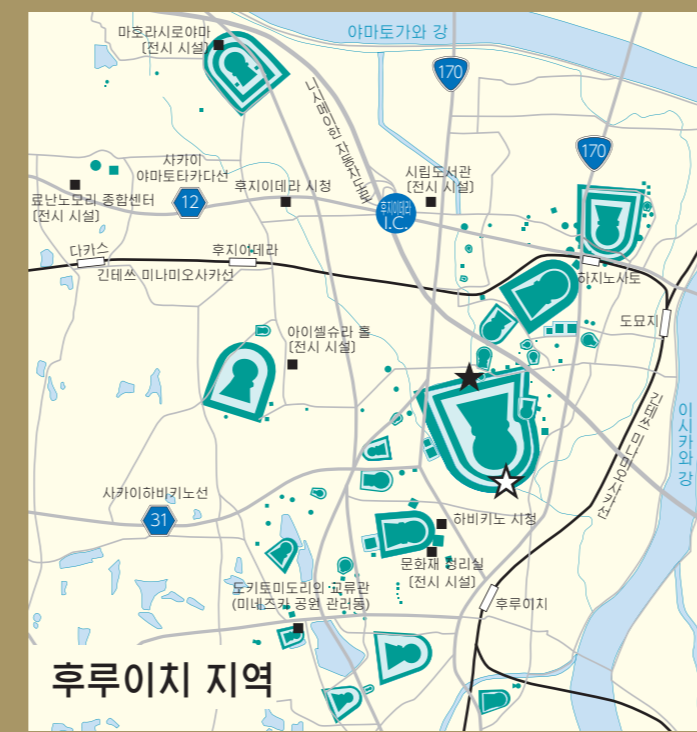 마호라시로야마
〔전시 시설〕
야마토가와 강
170
니시메이한 자동차도로
170
사카이
야마토타카다선
12
료난노모리 종합센터
〔전시 시설〕
후지이데라 시청
시립도서관
〔전시 시설〕
후지이데라
I.C.
다카스
후지이데라
긴테쓰 미나미오사카선
하지노사토
도묘지
아이셀슈라 홀
〔전시 시설〕
긴테쓰 미나미오사카선
이시카와 강
사카이하비키노선
31
하비키노 시청
문화재 정리실
〔전시 시설〕
도키토미도리의 교류관
(미네즈카 공원 관리동)
후루이치
후루이치 지역